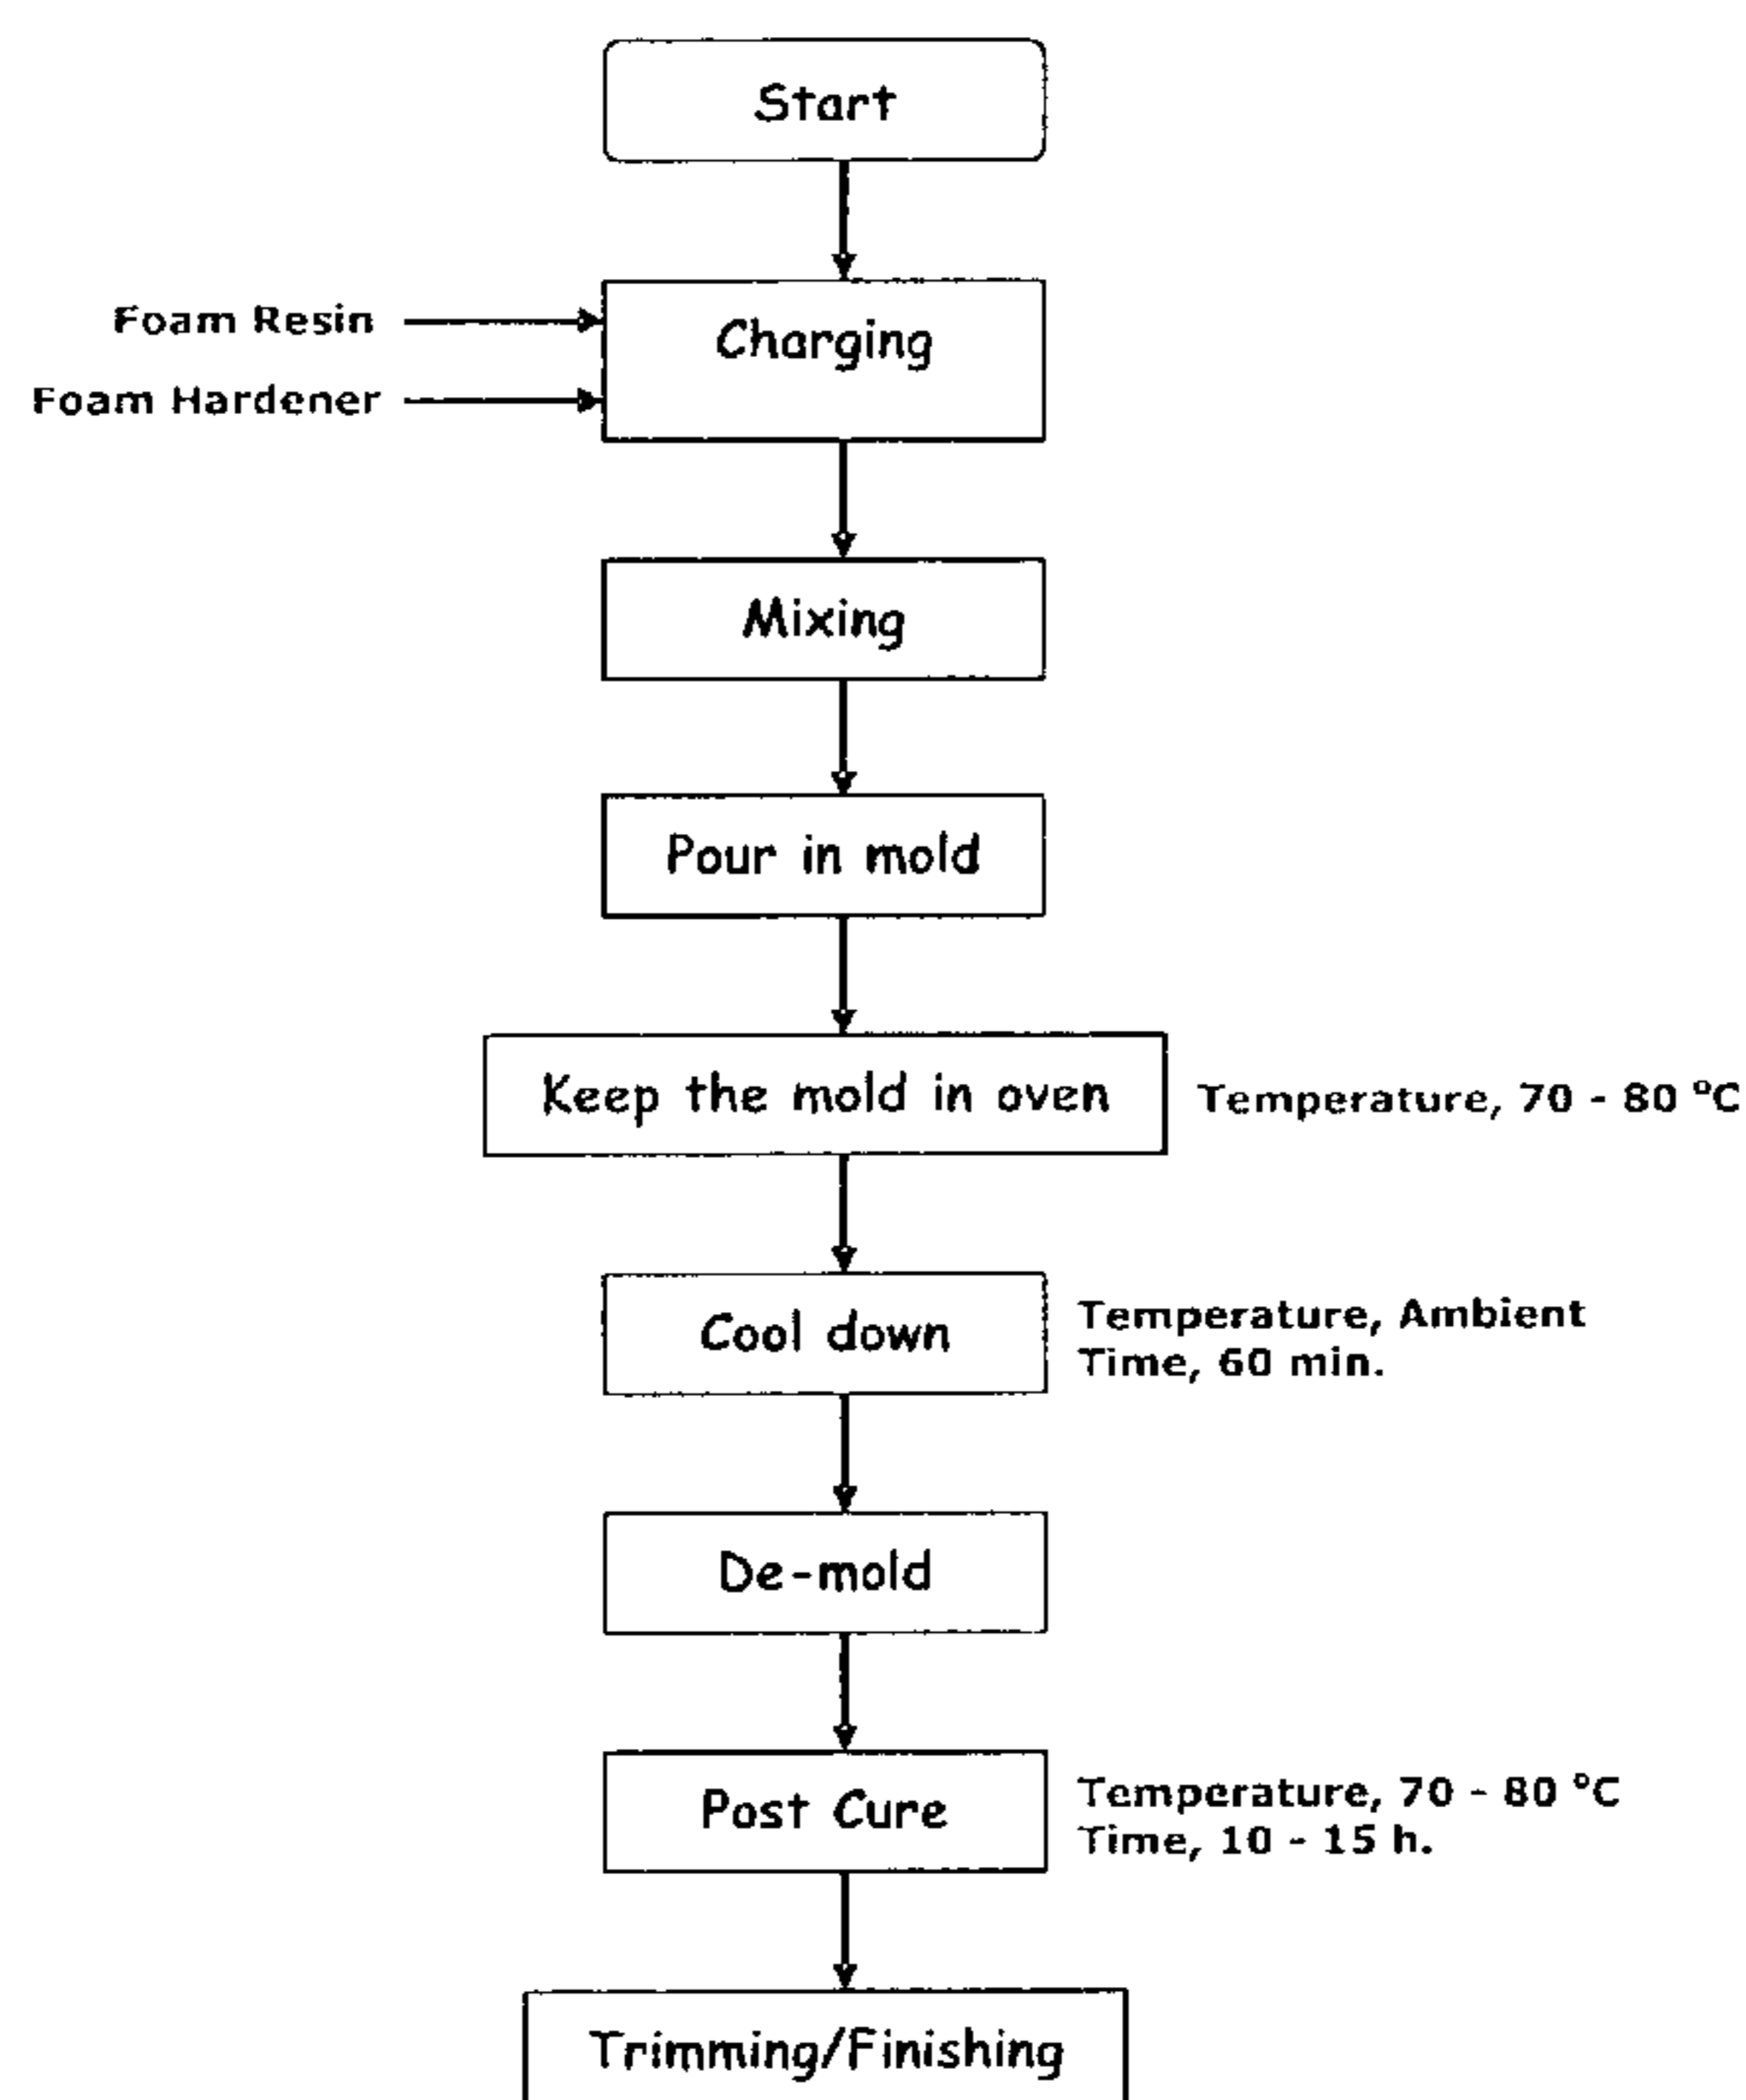 Start
Foam Resin
Charging
Foam Hardener
Mixing
Pour in mold
Keep the mold in oven
Temperature, 70 - 80 °C
Cool down
Temperature, Ambient
Time, 60 min.
De-mold
Post Cure
Temperature, 70 - 80 °C
Time, 10 - 15 h.
Trimming/Finishing